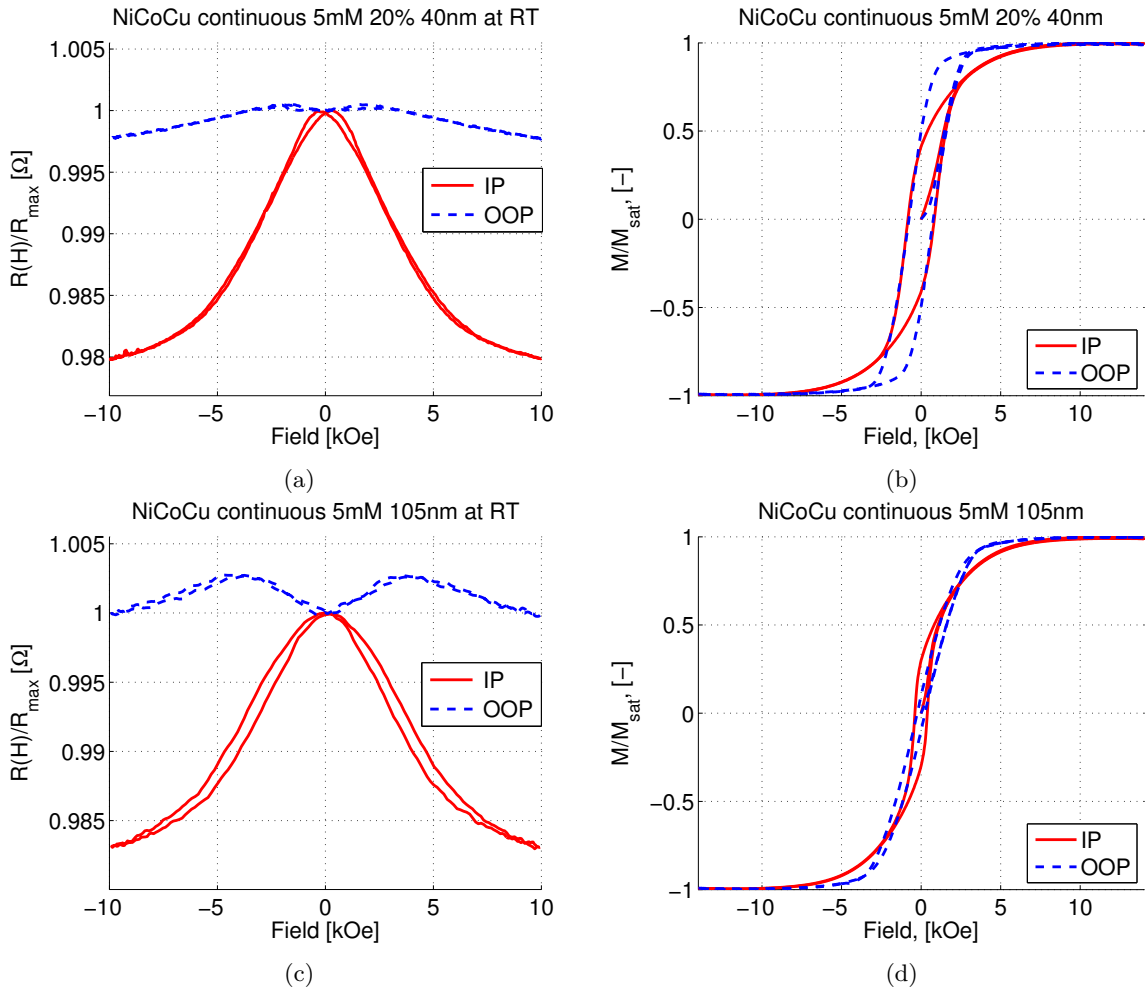 NiCoCu continuous 5mM 20% 40nm at RT
R(H)/R_max [Ω]
1.005
1
0.995
0.99
0.985
0.98
IP
OOP
−10 −5 0 5 10
Field [kOe]
(a)
NiCoCu continuous 5mM 20% 40nm
M/M_sat, [-]
1
0.5
0
−0.5
−1
IP
OOP
−10 −5 0 5 10
Field, [kOe]
(b)
NiCoCu continuous 5mM 105nm at RT
R(H)/R_max [Ω]
1.005
1
0.995
0.99
0.985
IP
OOP
−10 −5 0 5 10
Field [kOe]
(c)
NiCoCu continuous 5mM 105nm
M/M_sat, [-]
1
0.5
0
−0.5
−1
IP
OOP
−10 −5 0 5 10
Field, [kOe]
(d)